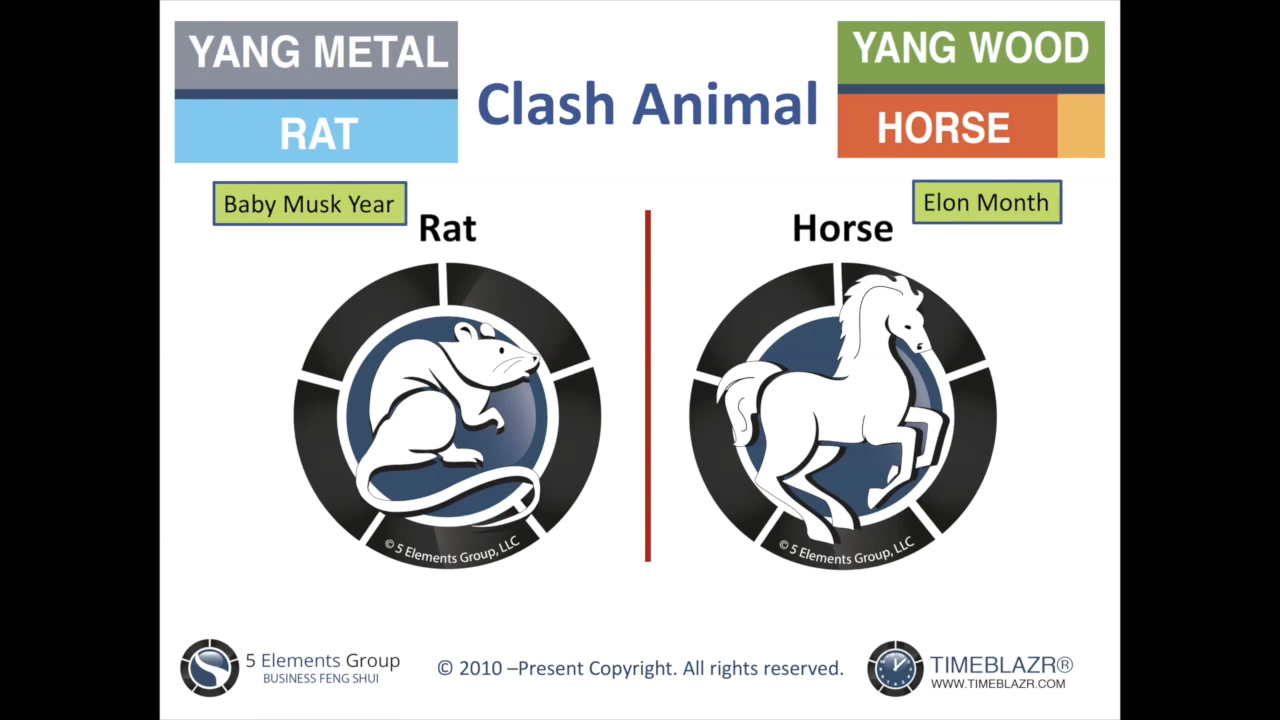 YANG METAL
RAT
Clash Animal
YANG WOOD
HORSE
Baby Musk Year
Rat
Horse
Elon Month
© 5 Elements Group, LLC
© 5 Elements Group, LLC
5 Elements Group
BUSINESS FENG SHUI
© 2010 –Present Copyright. All rights reserved.
TIMEBLAZR®
WWW.TIMEBLAZR.COM